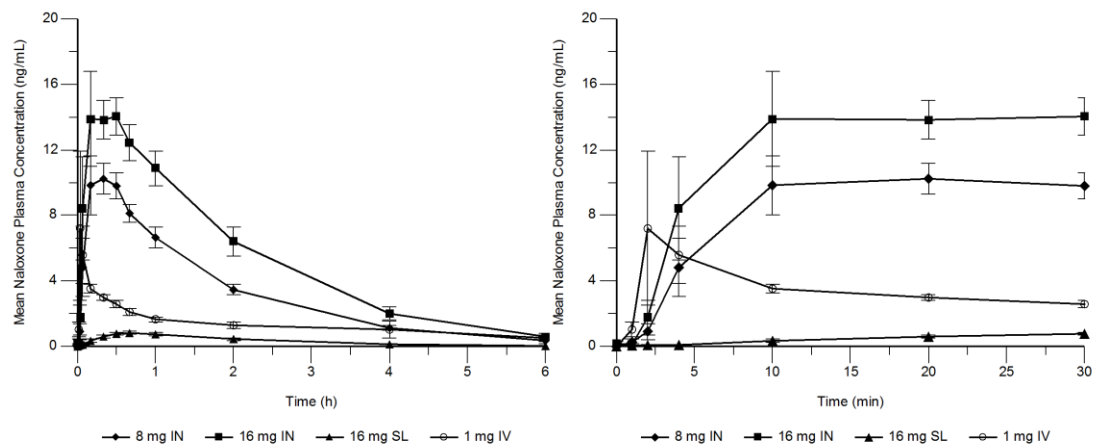 Mean Naloxone Plasma Concentration (ng/mL)
20
16
12
8
4
0
0 1 2 3 4 5 6
Time (h)
8 mg IN 16 mg IN 16 mg SL 1 mg IV
Mean Naloxone Plasma Concentration (ng/mL)
20
16
12
8
4
0
0 5 10 15 20 25 30
Time (min)
8 mg IN 16 mg IN 16 mg SL 1 mg IV